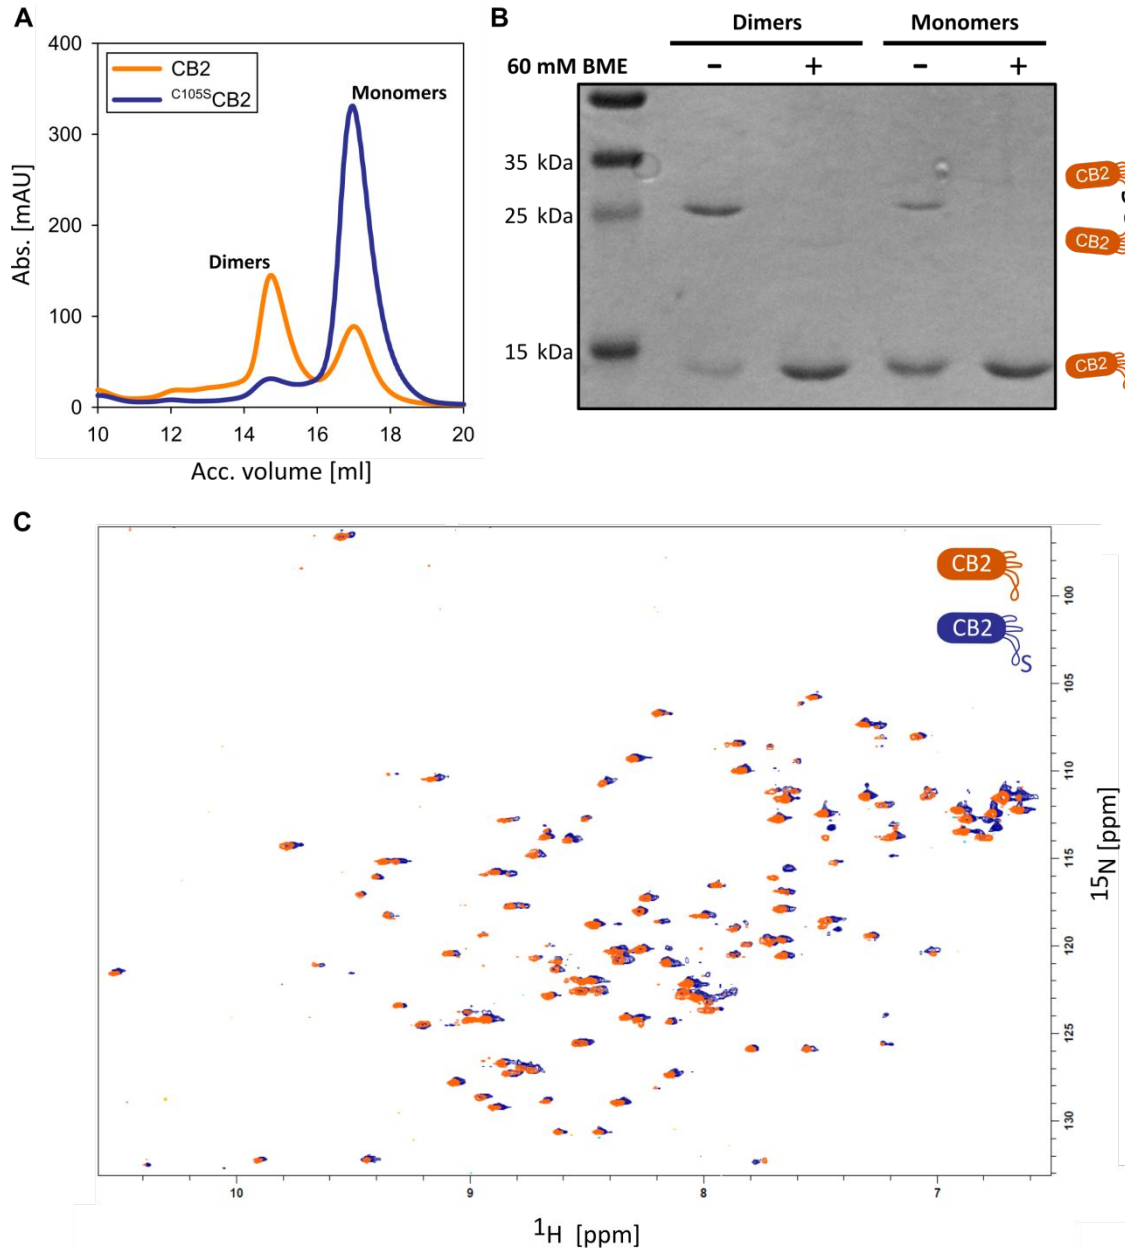 A
400
300
200
100
0
10 12 14 16 18 20
Abs. [mAU]
Acc. volume [ml]
CB2
C105SCB2
Dimers
Monomers
B
Dimers Monomers
60 mM BME - + - +
35 kDa
25 kDa
15 kDa
CB2
CB2
CB2
C
CB2
CB2
S
100
105
110
115
120
125
130
15N [ppm]
10 9 8 7
1H [ppm]